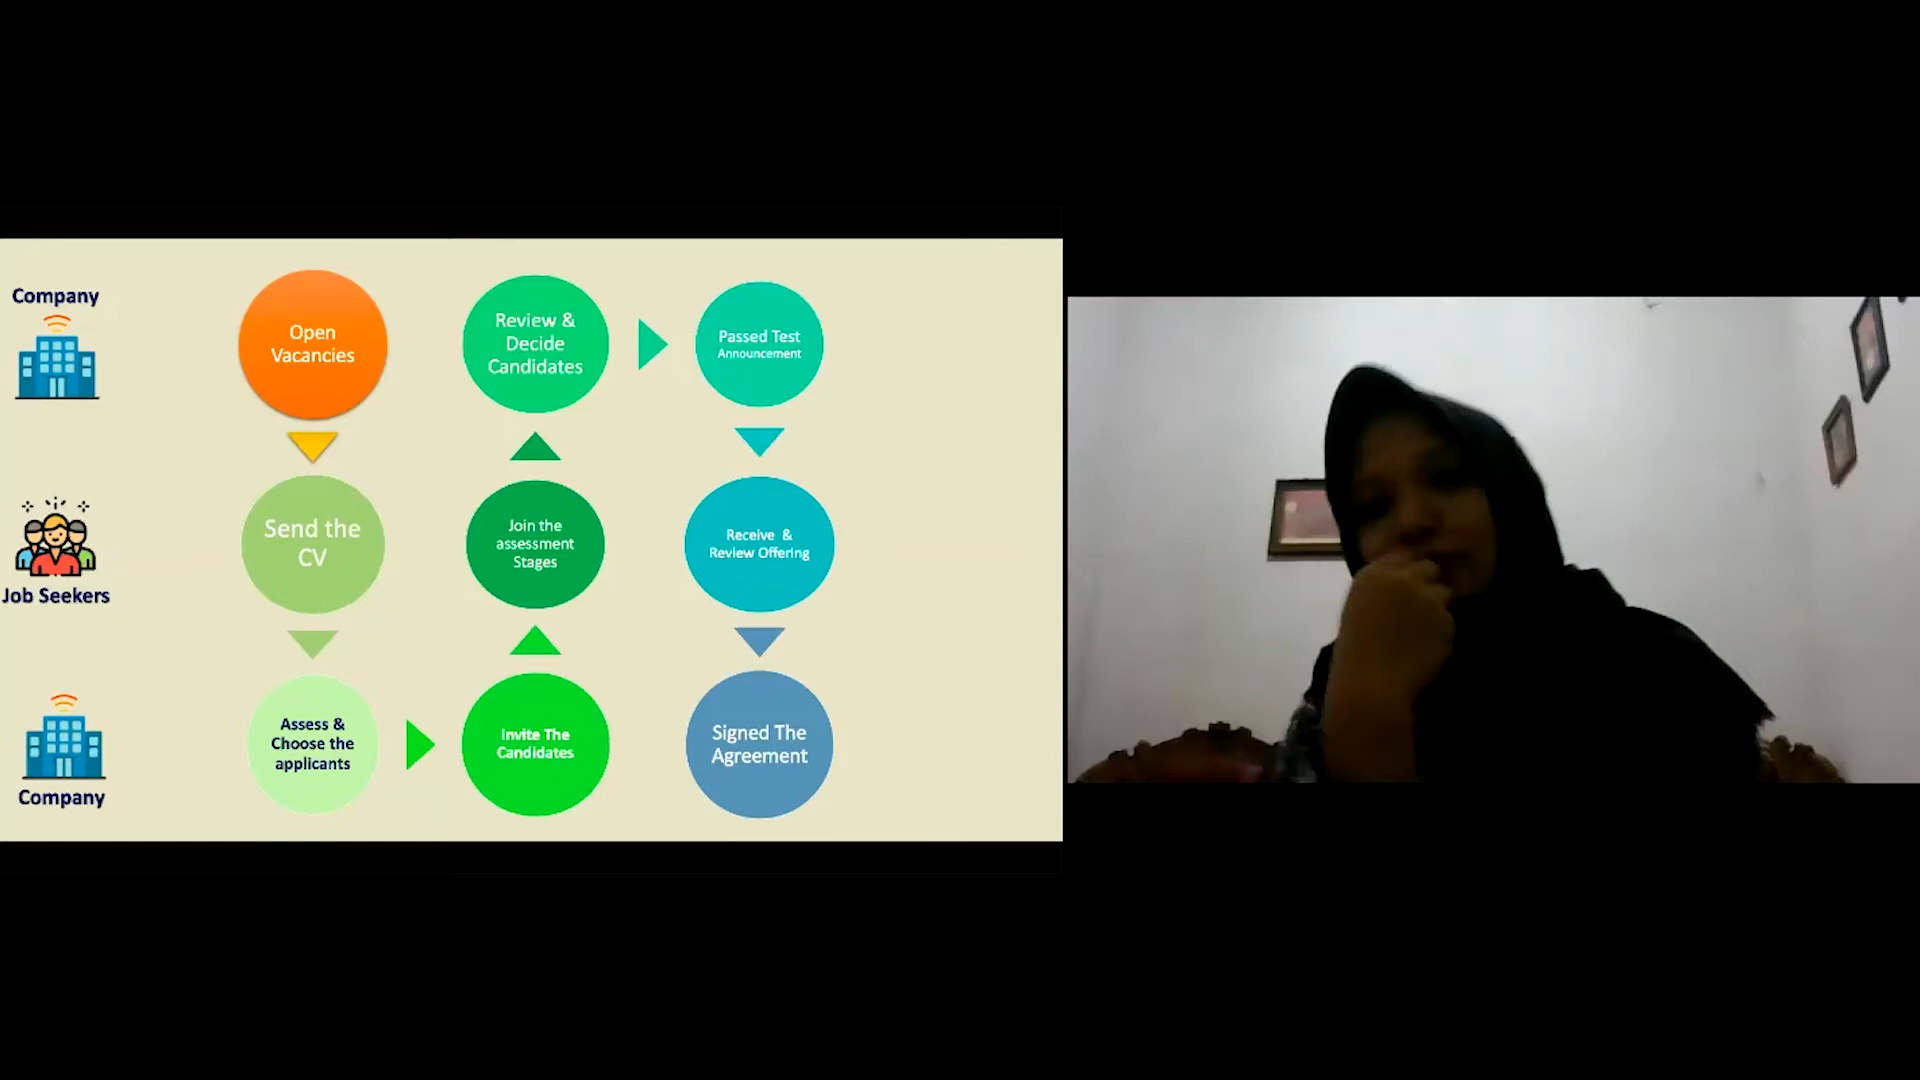 Company
Open
Vacancies
Review &
Decide
Candidates
Passed Test
Announcement
Send the
CV
Join the
assessment
Stages
Receive &
Review Offering
Job Seekers
Assess &
Choose the
applicants
Invite The
Candidates
Signed The
Agreement
Company